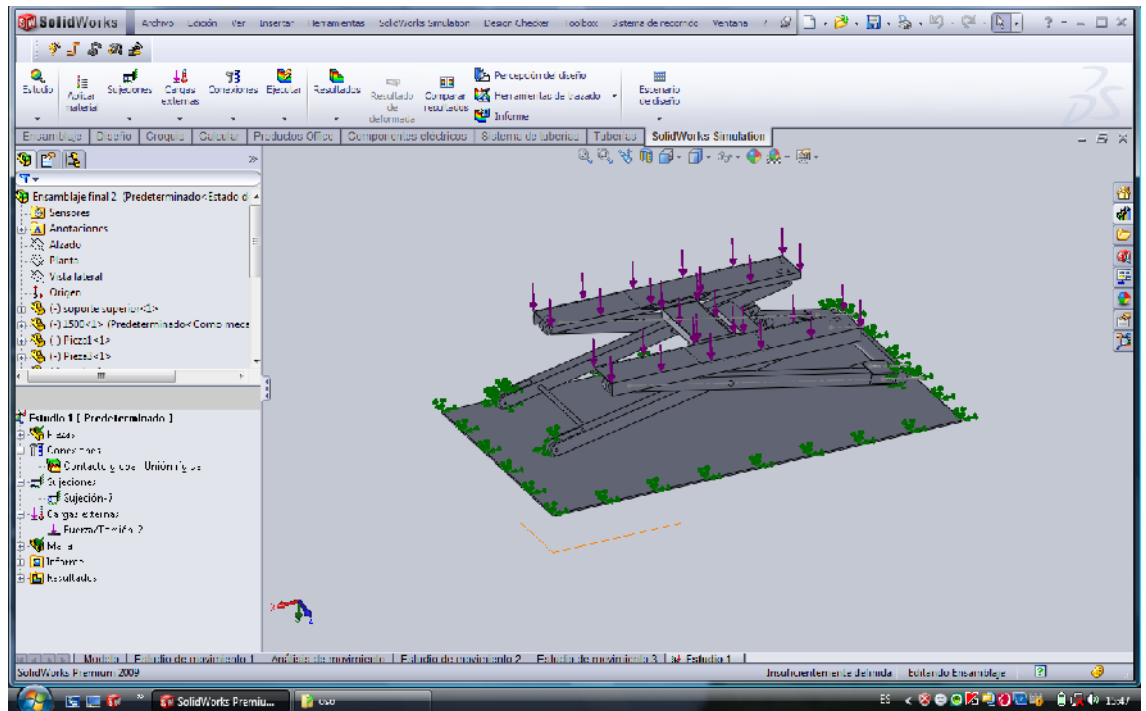 SolidWorks Archivo Edición Ver Insertar Herramientas SolidWorks Simulation Design Checker Toolbox Sistema de recorrido Ventana ?
Estudio Aplicar material Sujeciones Cargas externas Conexiones Ejecutar Resultados Resultado de deformada Comparar resultados Percepción del diseño Escenario de diseño
Herramientas de trazado
Informe
Ensamblaje Diseño Croquis Calcular Productos Office Componentes eléctricos Sistema de tuberías Tuberías SolidWorks Simulation
Ensamblaje final 2 (Predeterminado<Estado d
Sensores
Anotaciones
Alzado
Planta
Vista lateral
Origen
(-) soporte superior<1>
(-) 1500<1> (Predeterminado<Como meca
(-) Pieza1<1>
(-) Pieza3<1>
Estudio 1 [ Predeterminado ]
Piezas
Conexiones
Contacto global Unión rígida
Sujeciones
Sujeción-7
Cargas externas
Fuerza/Torsión-2
Malla
Informe
Resultados
Modelo Estudio de movimiento 1 Análisis de movimiento Estudio de movimiento 2 Estudio de movimiento 3 Estudio 1
SolidWorks Premium 2009 Insuficientemente definida Editando Ensamblaje
SolidWorks Premiu... oso ES 15:47